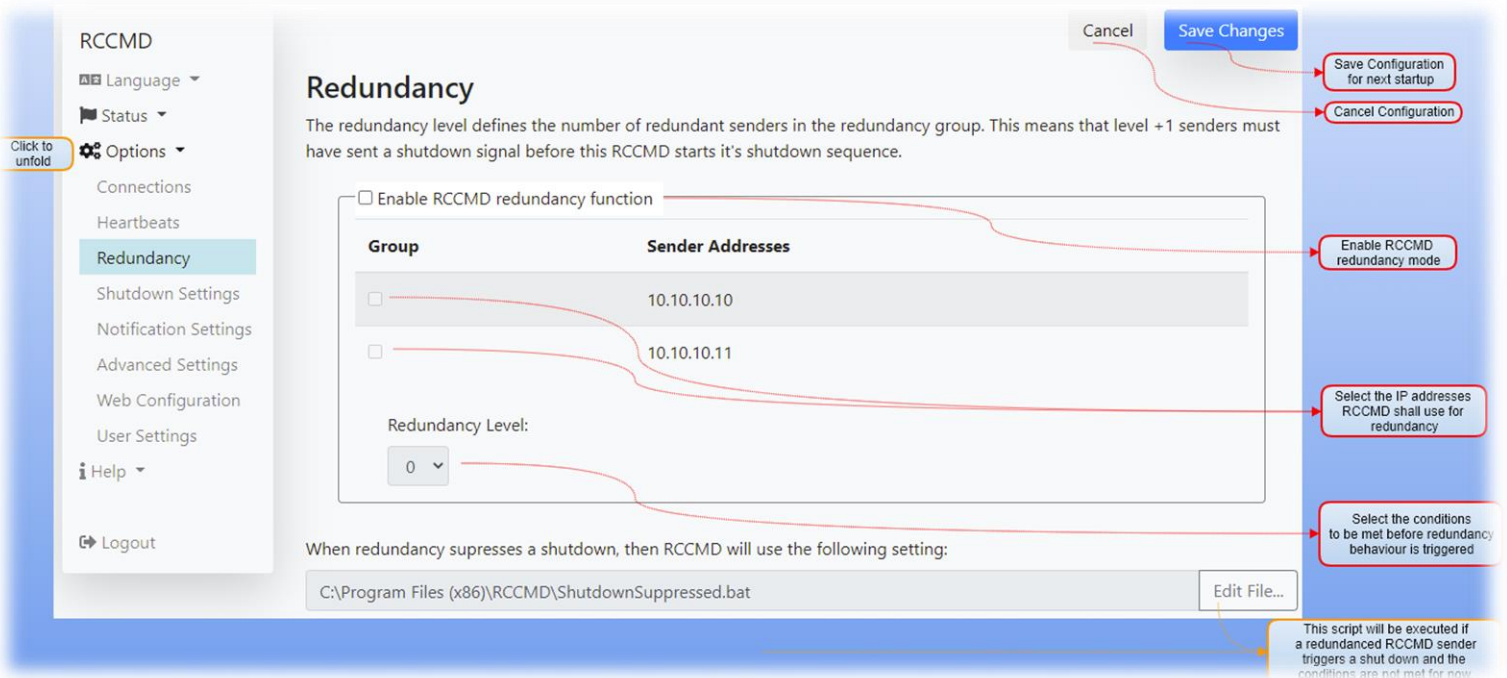 RCCMD
Language
Status
Options
Connections
Heartbeats
Redundancy
Shutdown Settings
Notification Settings
Advanced Settings
Web Configuration
User Settings
Help
Logout
Click to
unfold
Cancel
Save Changes
Redundancy
The redundancy level defines the number of redundant senders in the redundancy group. This means that level +1 senders must
have sent a shutdown signal before this RCCMD starts it's shutdown sequence.
Enable RCCMD redundancy function
Group Sender Addresses
10.10.10.10
10.10.10.11
Redundancy Level:
0
When redundancy supresses a shutdown, then RCCMD will use the following setting:
C:\Program Files (x86)\RCCMD\ShutdownSuppressed.bat
Edit File...
Save Configuration
for next startup
Cancel Configuration
Enable RCCMD
redundancy mode
Select the IP addresses
RCCMD shall use for
redundancy
Select the conditions
to be met before redundancy
behaviour is triggered
This script will be executed if
a redundanced RCCMD sender
triggers a shut down and the
conditions are not met for now